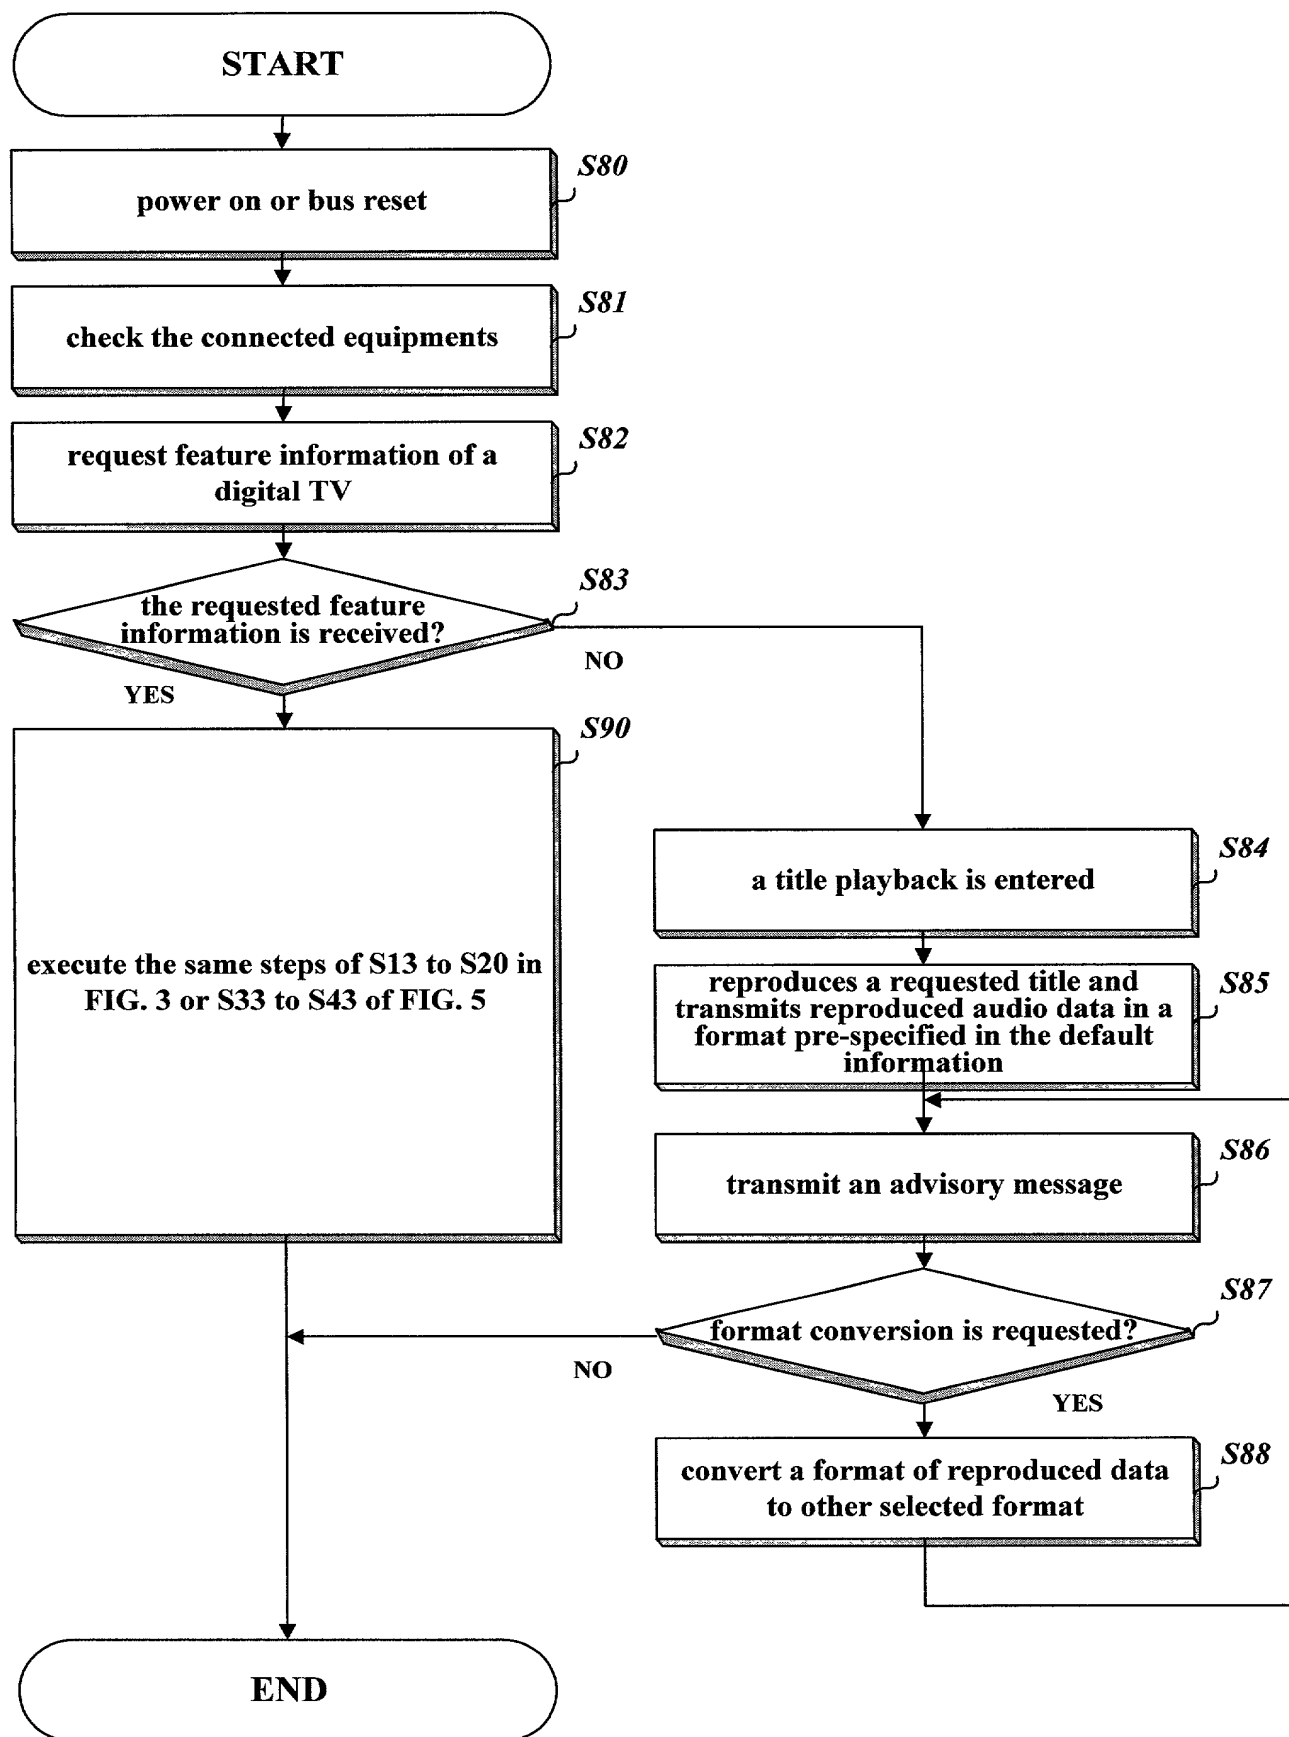 START
S80
power on or bus reset
S81
check the connected equipments
S82
request feature information of a
digital TV
S83
the requested feature
information is received?
NO
YES
S90
execute the same steps of S13 to S20 in
FIG. 3 or S33 to S43 of FIG. 5
S84
a title playback is entered
S85
reproduces a requested title and
transmits reproduced audio data in a
format pre-specified in the default
information
S86
transmit an advisory message
S87
format conversion is requested?
NO
YES
S88
convert a format of reproduced data
to other selected format
END